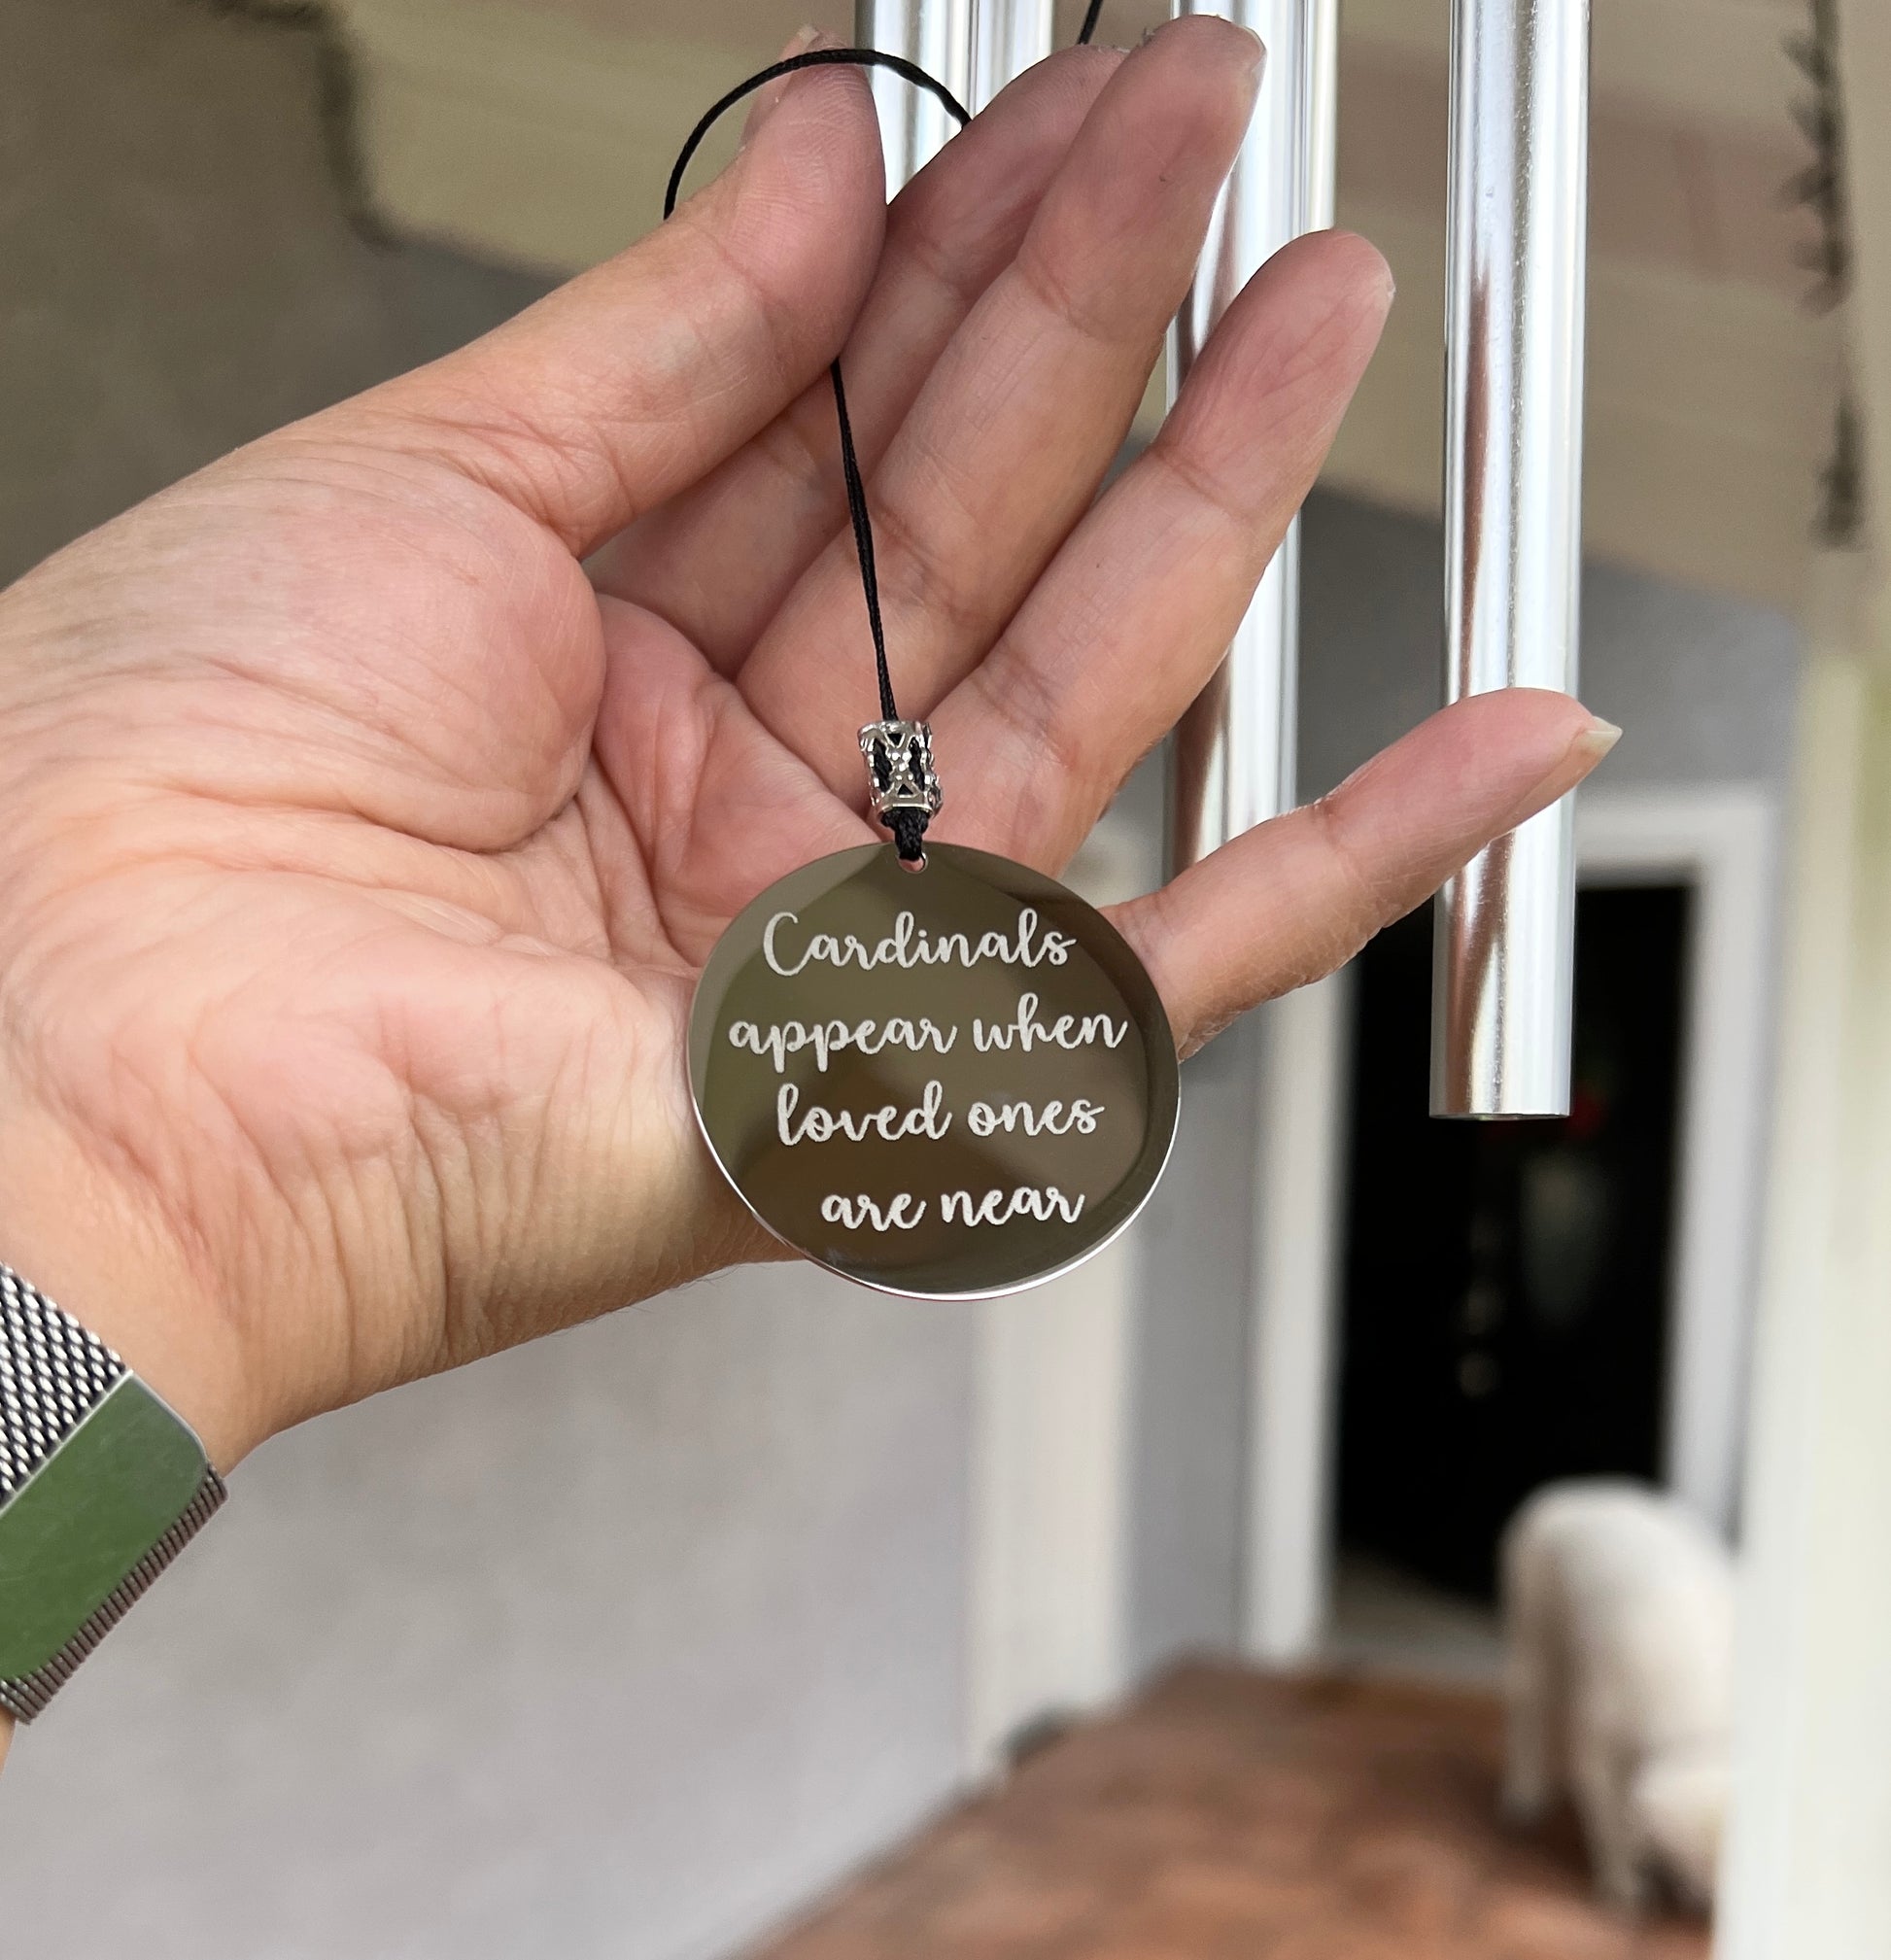 Cardinals
appear when
loved ones
are near